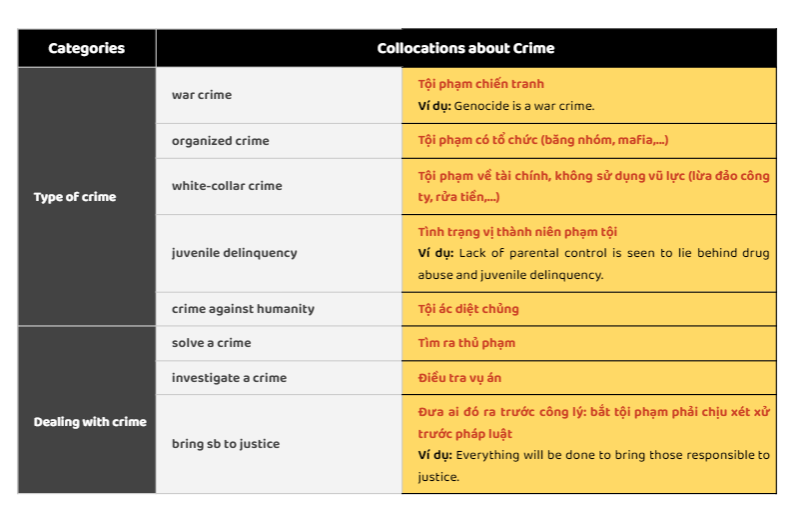 Categories
Collocations about Crime
Type of crime
war crime
Tội phạm chiến tranh
Ví dụ: Genocide is a war crime.
organized crime
Tội phạm có tổ chức (băng nhóm, mafia,...)
white-collar crime
Tội phạm về tài chính, không sử dụng vũ lực (lừa đảo công
ty, rửa tiền,...)
juvenile delinquency
Tình trạng vị thành niên phạm tội
Ví dụ: Lack of parental control is seen to lie behind drug
abuse and juvenile delinquency.
crime against humanity
Tội ác diệt chủng
Dealing with crime
solve a crime
Tìm ra thủ phạm
investigate a crime
Điều tra vụ án
bring sb to justice
Đưa ai đó ra trước công lý: bắt tội phạm phải chịu xét xử
trước pháp luật
Ví dụ: Everything will be done to bring those responsible to
justice.